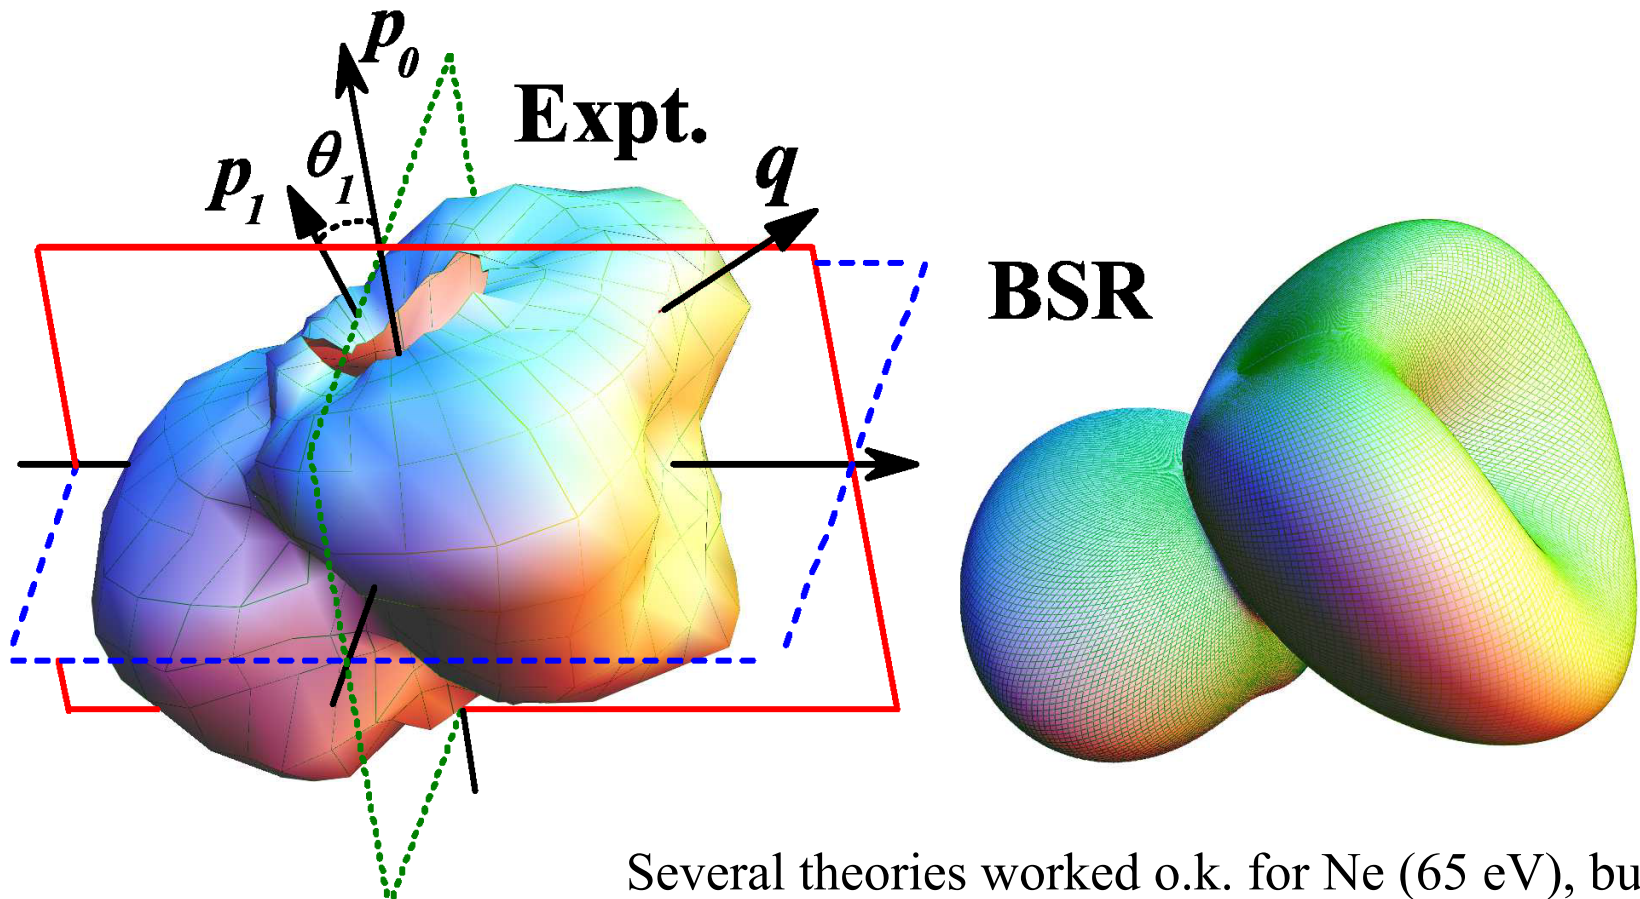 p0
Expt.
θ1
p1
q
BSR
Several theories worked o.k. for Ne (65 eV), bu